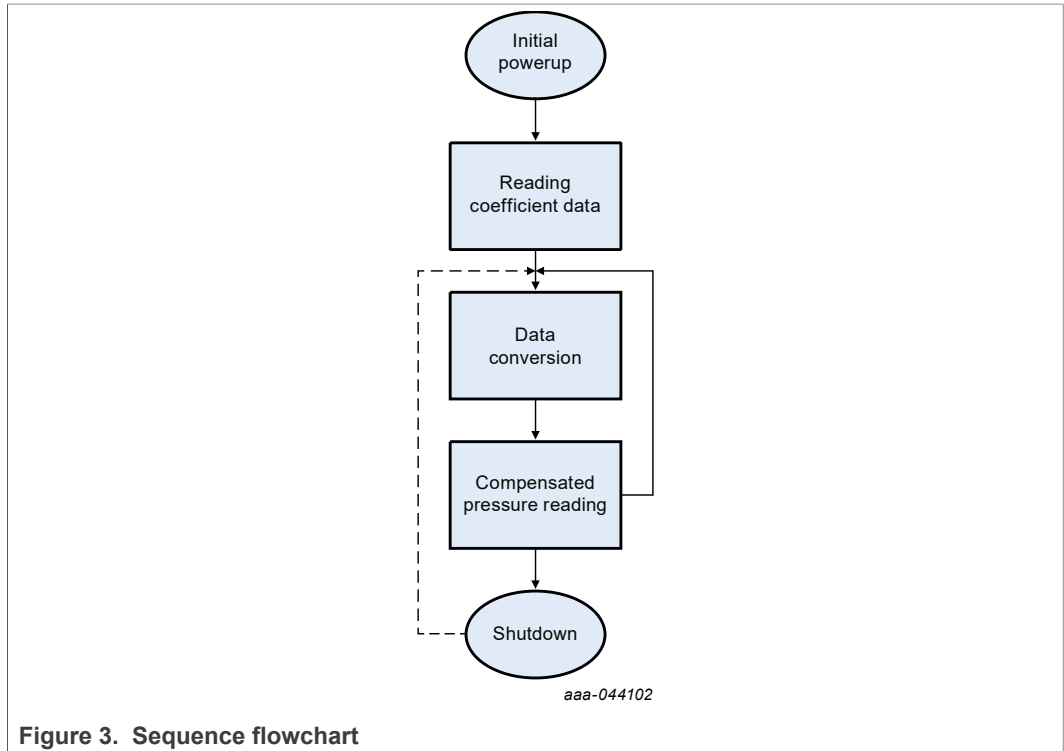 Initial
powerup
Reading
coefficient data
Data
conversion
Compensated
pressure reading
Shutdown
aaa-044102
Figure 3. Sequence flowchart